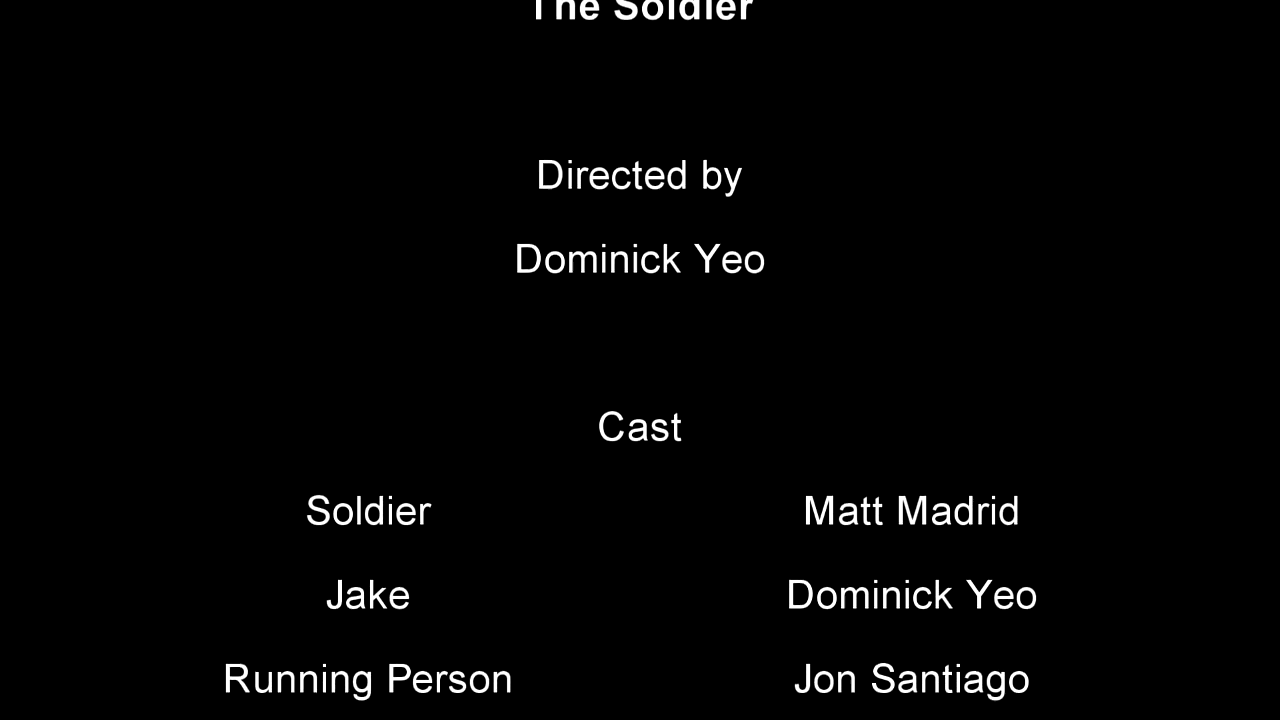 The Soldier
Directed by
Dominick Yeo
Cast
Soldier Matt Madrid
Jake Dominick Yeo
Running Person Jon Santiago